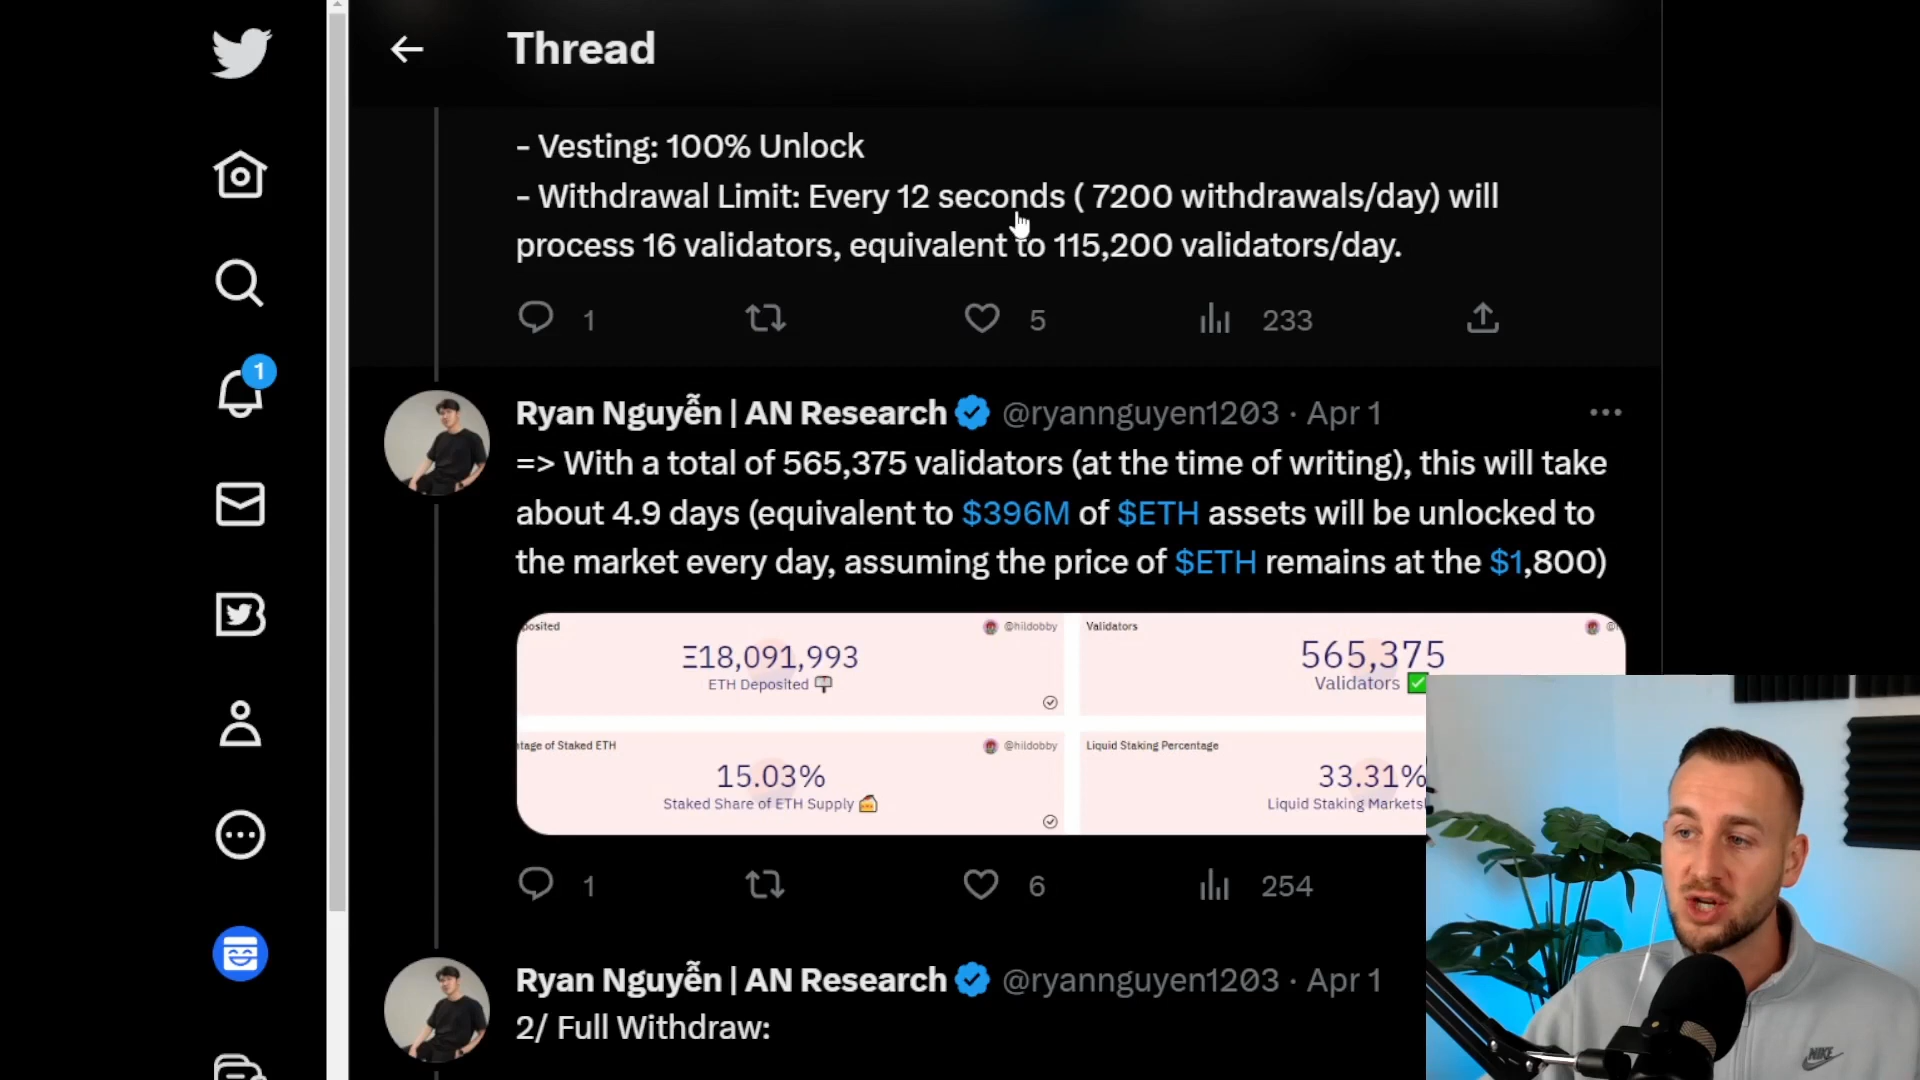 Thread
- Vesting: 100% Unlock
- Withdrawal Limit: Every 12 seconds ( 7200 withdrawals/day) will
process 16 validators, equivalent to 115,200 validators/day.
1 5 233
1
Ryan Nguyễn | AN Research @ryannguyen1203 · Apr 1
=> With a total of 565,375 validators (at the time of writing), this will take
about 4.9 days (equivalent to $396M of $ETH assets will be unlocked to
the market every day, assuming the price of $ETH remains at the $1,800)
posited @hildobby Validators
Ξ18,091,993 565,375
ETH Deposited Validators
ntage of Staked ETH @hildobby Liquid Staking Percentage
15.03% 33.31%
Staked Share of ETH Supply Liquid Staking Markets
1 6 254
Ryan Nguyễn | AN Research @ryannguyen1203 · Apr 1
2/ Full Withdraw:
NIKE